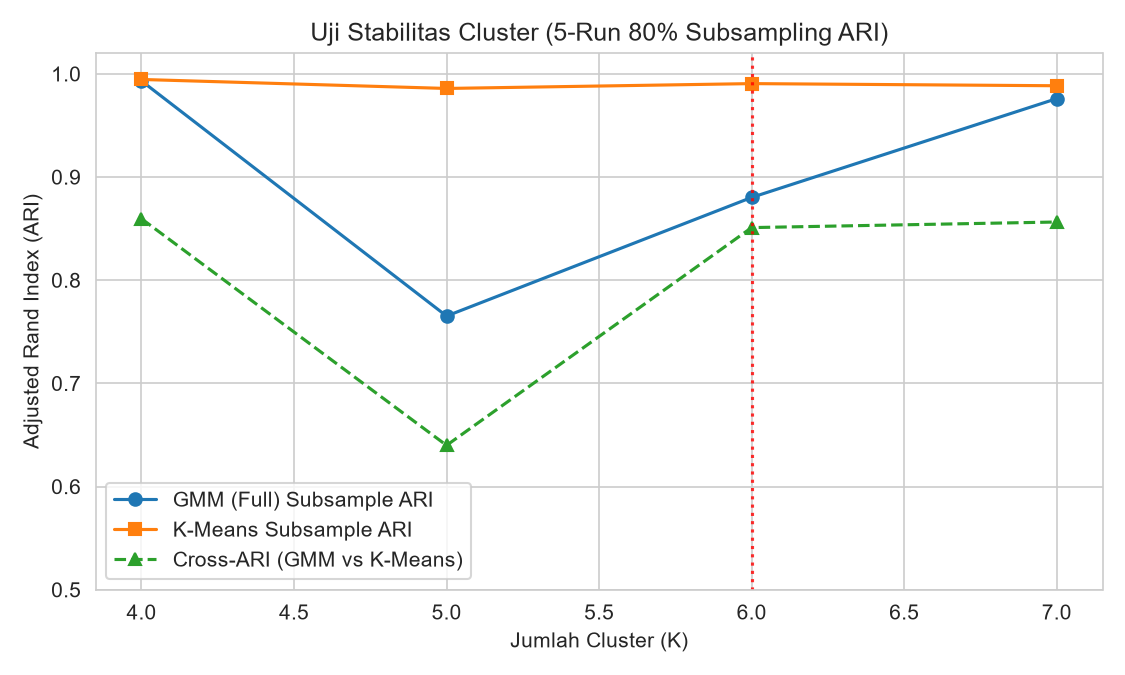 Uji Stabilitas Cluster (5-Run 80% Subsampling ARI)
Adjusted Rand Index (ARI)
1.0
0.9
0.8
0.7
0.6
0.5
GMM (Full) Subsample ARI
K-Means Subsample ARI
Cross-ARI (GMM vs K-Means)
4.0 4.5 5.0 5.5 6.0 6.5 7.0
Jumlah Cluster (K)